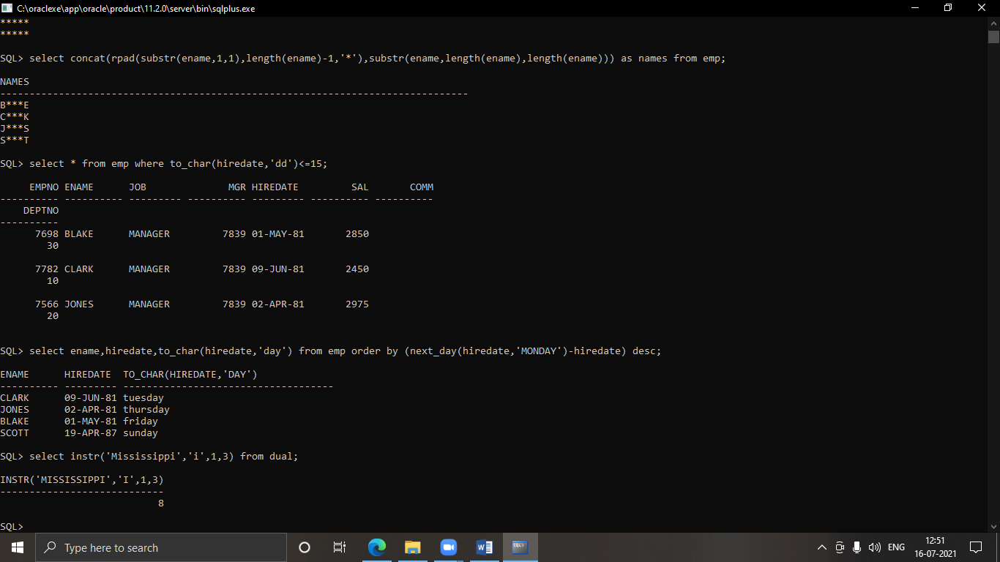 C:\oraclexe\app\oracle\product\11.2.0\server\bin\sqlplus.exe
*****
*****
SQL> select concat(rpad(substr(ename,1,1),length(ename)-1,'*'),substr(ename,length(ename),length(ename))) as names from emp;
NAMES
--------------------------------------------------------------------------------
B***E
C***K
J***S
S***T
SQL> select * from emp where to_char(hiredate,'dd')<=15;
     EMPNO ENAME      JOB              MGR HIREDATE         SAL       COMM
---------- ---------- --------- ---------- --------- ---------- ----------
    DEPTNO
----------
      7698 BLAKE      MANAGER         7839 01-MAY-81       2850
        30
      7782 CLARK      MANAGER         7839 09-JUN-81       2450
        10
      7566 JONES      MANAGER         7839 02-APR-81       2975
        20
SQL> select ename,hiredate,to_char(hiredate,'day') from emp order by (next_day(hiredate,'MONDAY')-hiredate) desc;
ENAME      HIREDATE  TO_CHAR(HIREDATE,'DAY')
---------- --------- ------------------------------------
CLARK      09-JUN-81 tuesday
JONES      02-APR-81 thursday
BLAKE      01-MAY-81 friday
SCOTT      19-APR-87 sunday
SQL> select instr('Mississippi','i',1,3) from dual;
INSTR('MISSISSIPPI','I',1,3)
----------------------------
                           8
SQL>
Type here to search
ENG
12:51
16-07-2021